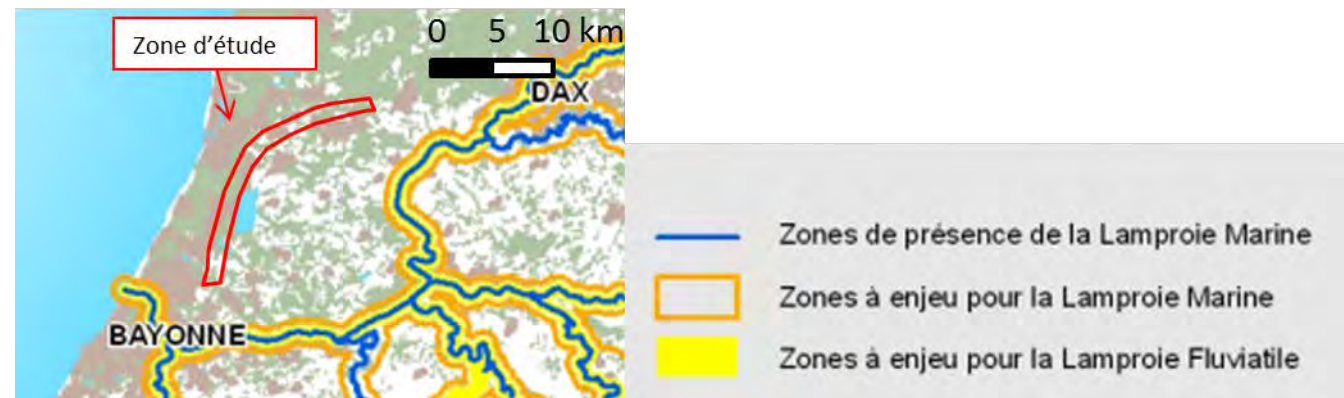 Zone d'étude
0 5 10 km
DAX
BAYONNE
Zones de présence de la Lamproie Marine
Zones à enjeu pour la Lamproie Marine
Zones à enjeu pour la Lamproie Fluviatile